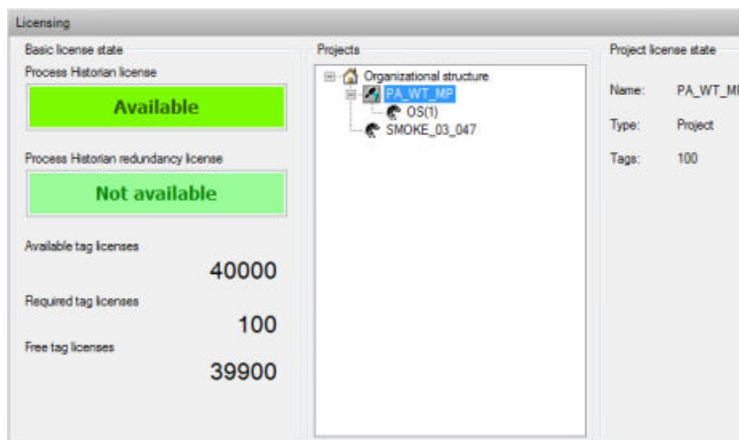 Licensing
Basic license state
Process Historian license
Available
Process Historian redundancy license
Not available
Available tag licenses
40000
Required tag licenses
100
Free tag licenses
39900
Projects
Organizational structure
PA_WT_MP
OS(1)
SMOKE_03_047
Project license state
Name: PA_WT_MP
Type: Project
Tags: 100